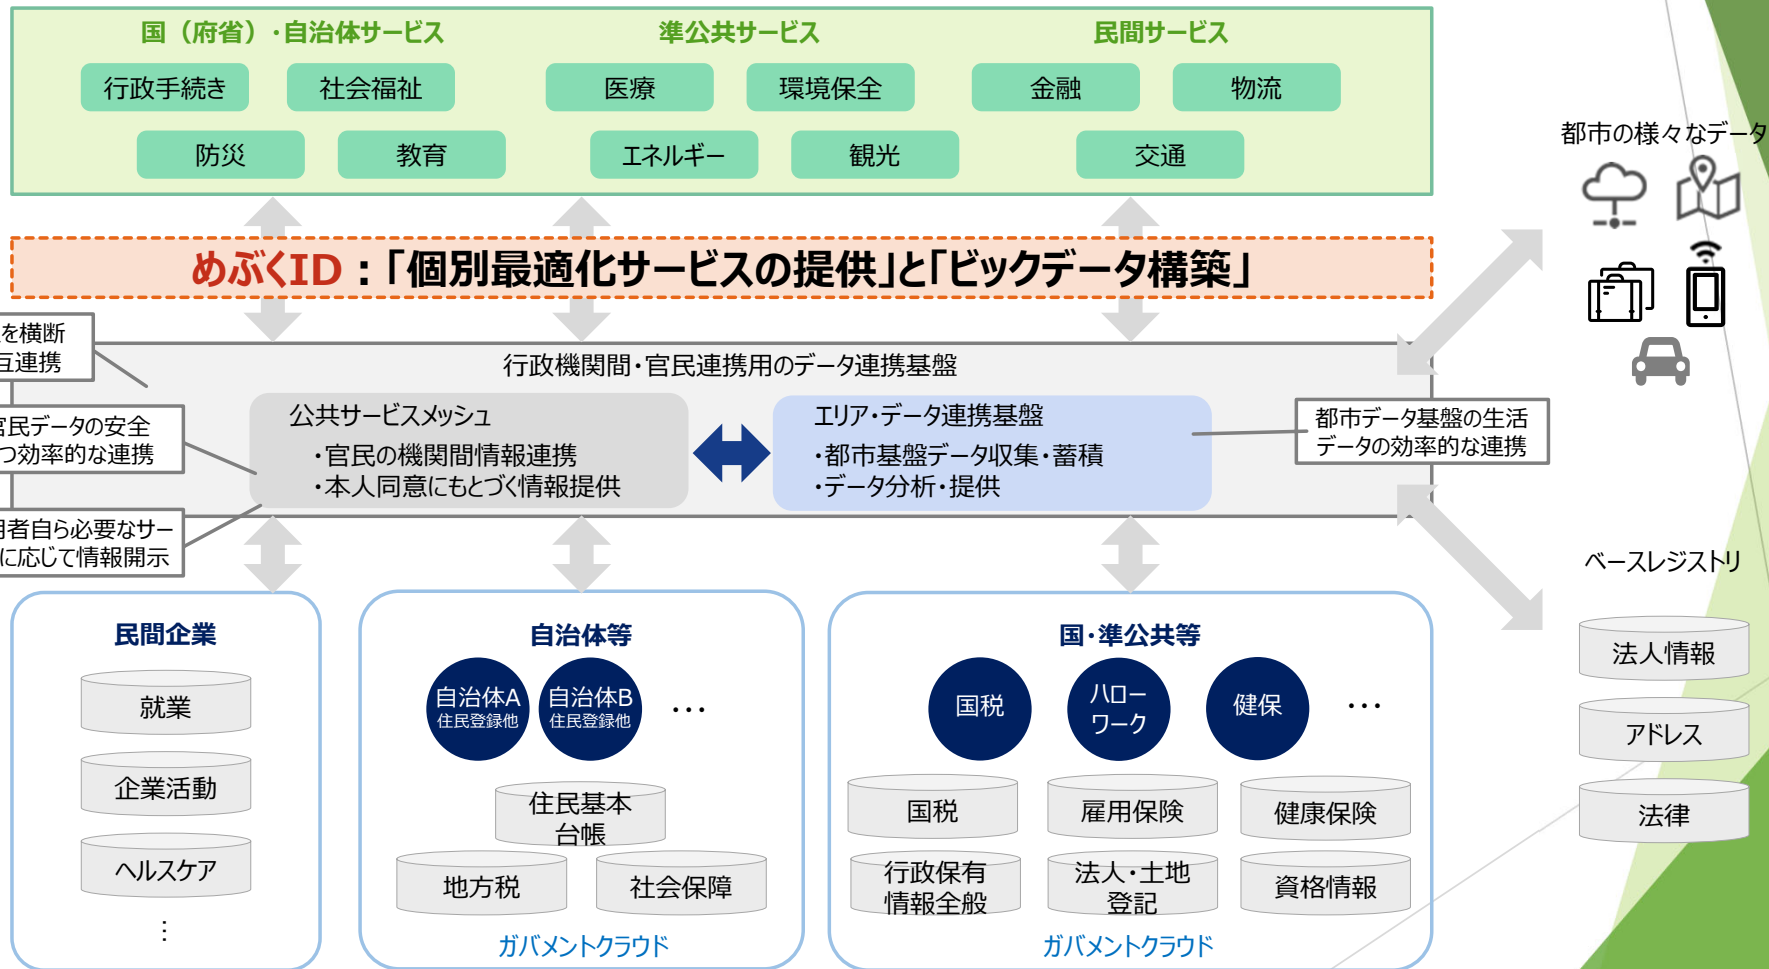 国（府省）・自治体サービス
準公共サービス
民間サービス
行政手続き
社会福祉
医療
環境保全
金融
物流
防災
教育
エネルギー
観光
交通
都市の様々なデータ
めぶくID：「個別最適化サービスの提供」と「ビックデータ構築」
を横断
互連携
行政機関間・官民連携用のデータ連携基盤
官民データの安全
つ効率的な連携
公共サービスメッシュ
・官民の機関間情報連携
・本人同意にもとづく情報提供
エリア・データ連携基盤
・都市基盤データ収集・蓄積
・データ分析・提供
都市データ基盤の生活
データの効率的な連携
用者自ら必要なサー
に応じて情報開示
ベースレジストリ
法人情報
アドレス
法律
民間企業
就業
企業活動
ヘルスケア
⋮
自治体等
自治体A
住民登録他
自治体B
住民登録他
…
住民基本
台帳
地方税
社会保障
ガバメントクラウド
国・準公共等
国税
ハロー
ワーク
健保
…
国税
雇用保険
健康保険
行政保有
情報全般
法人・土地
登記
資格情報
ガバメントクラウド